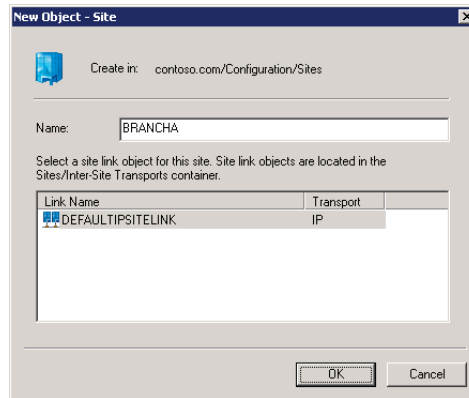 New Object - Site
Create in: contoso.com/Configuration/Sites
Name: BRANCHA
Select a site link object for this site. Site link objects are located in the
Sites/Inter-Site Transports container.
Link Name Transport
DEFAULTIPSITELINK IP
OK Cancel